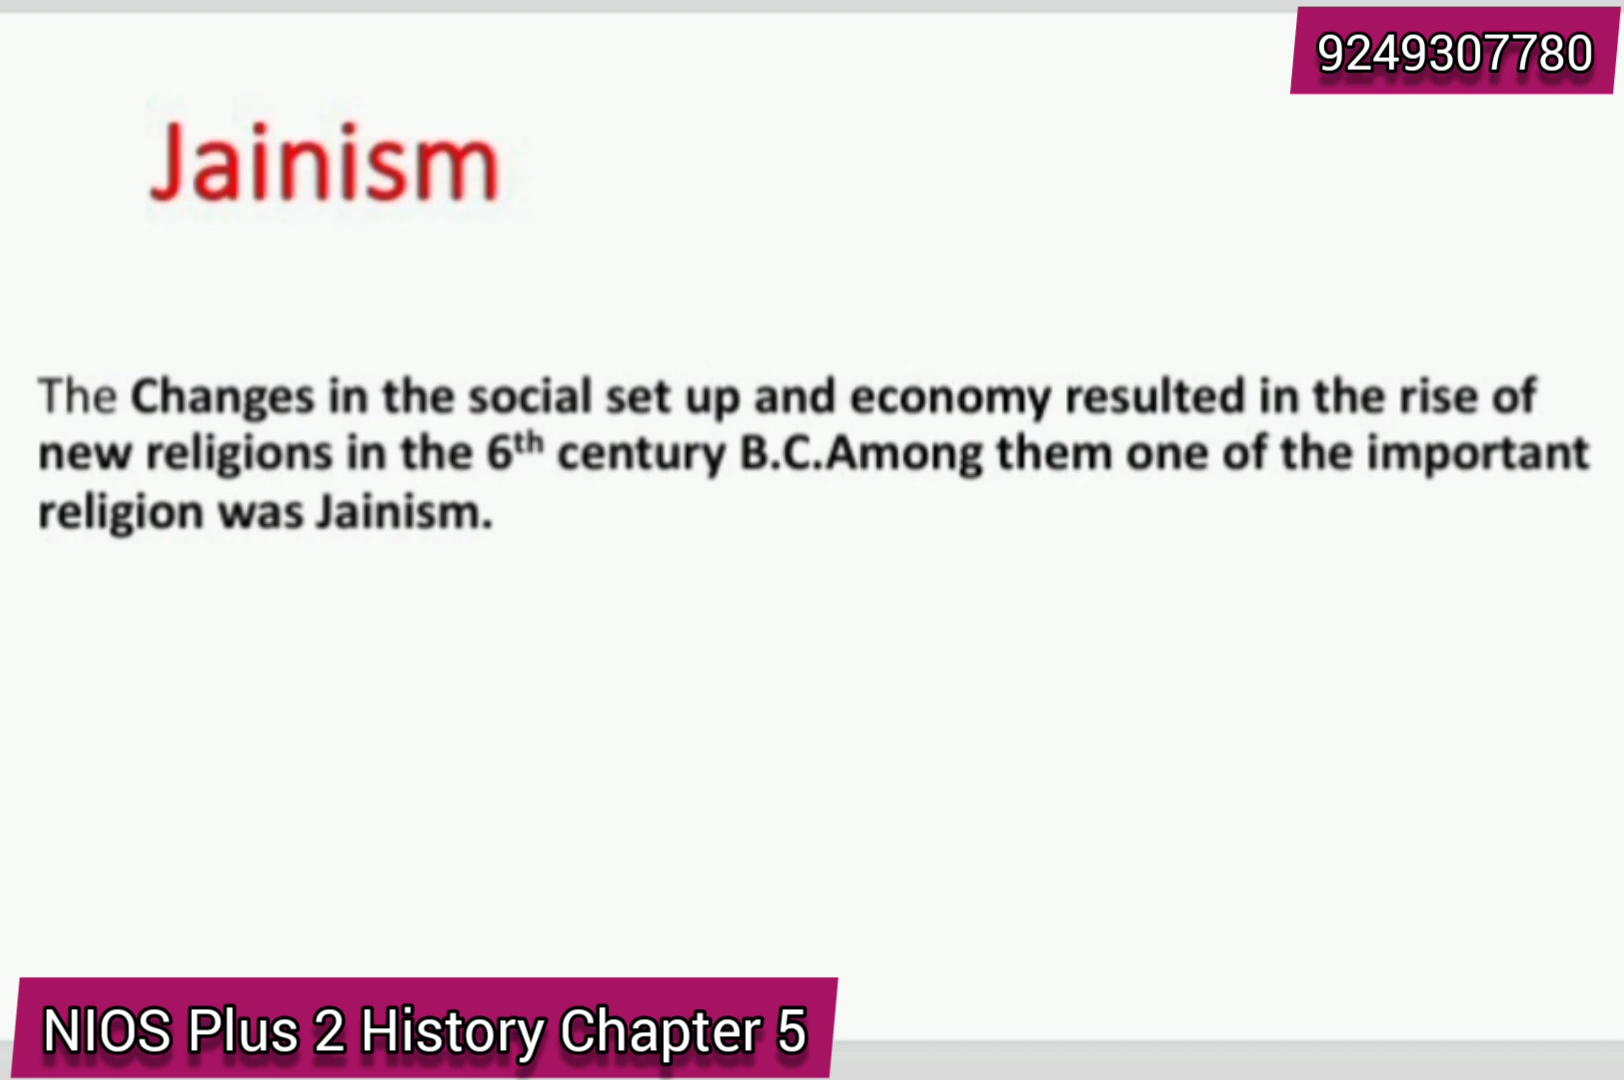 9249307780
Jainism
The Changes in the social set up and economy resulted in the rise of
new religions in the 6th century B.C.Among them one of the important
religion was Jainism.
NIOS Plus 2 History Chapter 5